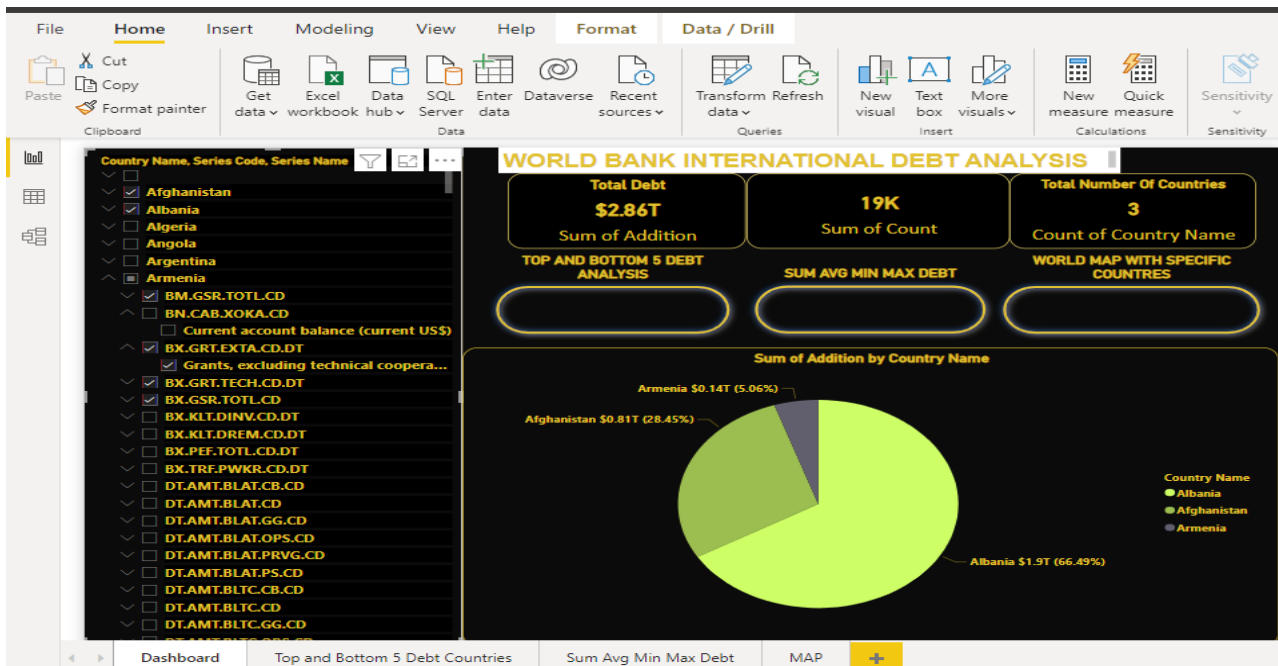 File Home Insert Modeling View Help Format Data / Drill
Paste
Cut
Copy
Format painter
Clipboard
Get data
Excel workbook
Data hub
SQL Server
Enter data
Dataverse
Recent sources
Data
Transform data
Refresh
Queries
New visual
Text box
More visuals
Insert
New measure
Quick measure
Calculations
Sensitivity
Sensitivity
Country Name, Series Code, Series Name
Afghanistan
Albania
Algeria
Angola
Argentina
Armenia
BM.GSR.TOTL.CD
BN.CAB.XOKA.CD
Current account balance (current US$)
BX.GRT.EXTA.CD.DT
Grants, excluding technical coopera...
BX.GRT.TECH.CD.DT
BX.GSR.TOTL.CD
BX.KLT.DINV.CD.DT
BX.KLT.DREM.CD.DT
BX.PEF.TOTL.CD.DT
BX.TRF.PWKR.CD.DT
DT.AMT.BLAT.CB.CD
DT.AMT.BLAT.CD
DT.AMT.BLAT.GG.CD
DT.AMT.BLAT.OPS.CD
DT.AMT.BLAT.PRVG.CD
DT.AMT.BLAT.PS.CD
DT.AMT.BLTC.CB.CD
DT.AMT.BLTC.CD
DT.AMT.BLTC.GG.CD
WORLD BANK INTERNATIONAL DEBT ANALYSIS
Total Debt
$2.86T
Sum of Addition
19K
Sum of Count
Total Number Of Countries
3
Count of Country Name
TOP AND BOTTOM 5 DEBT
ANALYSIS
SUM AVG MIN MAX DEBT
WORLD MAP WITH SPECIFIC
COUNTRES
Sum of Addition by Country Name
Armenia $0.14T (5.06%)
Afghanistan $0.81T (28.45%)
Albania $1.9T (66.49%)
Country Name
Albania
Afghanistan
Armenia
Dashboard Top and Bottom 5 Debt Countries Sum Avg Min Max Debt MAP